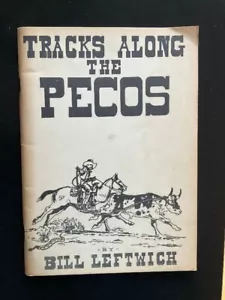 TRACKS ALONG
THE
PECOS
-BY-
BILL LEFTWICH